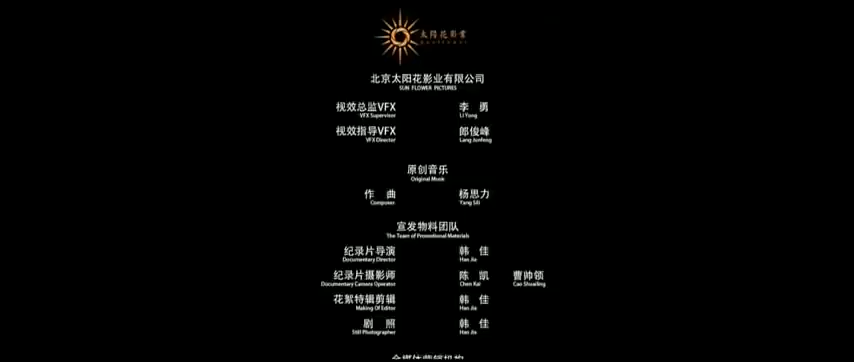 太阳花影业
北京太阳花影业有限公司
SUN FLOWER PICTURES
视效总监VFX 李 勇
VFX Supervisor Li Yong
视效指导VFX 郎俊峰
VFX Director Lang Junfeng
原创音乐
Original Music
作 曲 杨思力
Composer Yang Sili
宣发物料团队
The Team of Promotional Materials
纪录片导演 韩 佳
Documentary Director Han Jia
纪录片摄影师 陈 凯 曹帅领
Documentary Camera Operator Chen Kai Cao Shuailing
花絮特辑剪辑 韩 佳
Making Of Editor Han Jia
剧 照 韩 佳
Still Photographer Han Jia